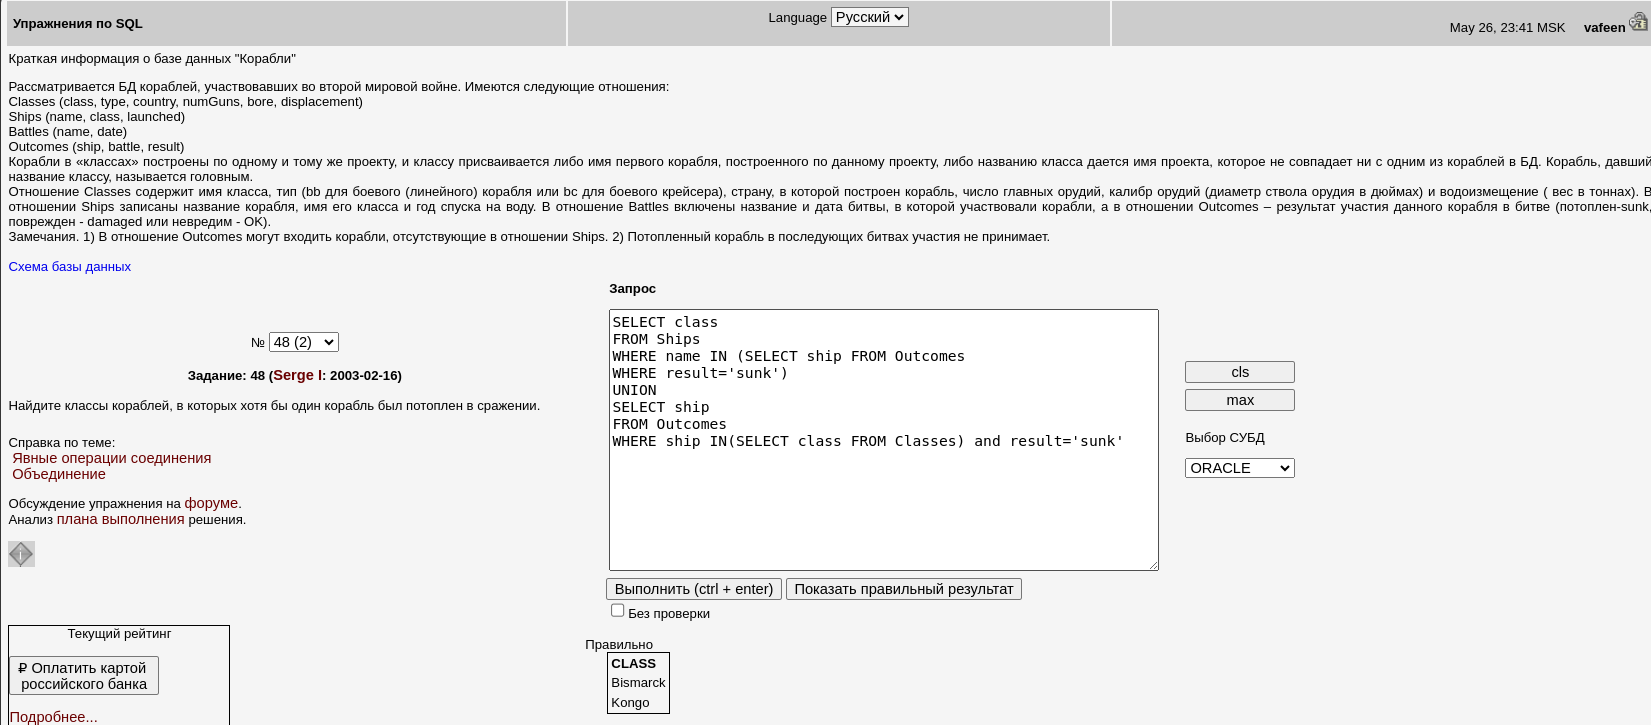 Упражнения по SQL
Language Русский
May 26, 23:41 MSK vafeen
Краткая информация о базе данных "Корабли"
Рассматривается БД кораблей, участвовавших во второй мировой войне. Имеются следующие отношения:
Classes (class, type, country, numGuns, bore, displacement)
Ships (name, class, launched)
Battles (name, date)
Outcomes (ship, battle, result)
Корабли в «классах» построены по одному и тому же проекту, и классу присваивается либо имя первого корабля, построенного по данному проекту, либо названию класса дается имя проекта, которое не совпадает ни с одним из кораблей в БД. Корабль, давший
название классу, называется головным.
Отношение Classes содержит имя класса, тип (bb для боевого (линейного) корабля или bc для боевого крейсера), страну, в которой построен корабль, число главных орудий, калибр орудий (диаметр ствола орудия в дюймах) и водоизмещение ( вес в тоннах). В
отношении Ships записаны название корабля, имя его класса и год спуска на воду. В отношение Battles включены название и дата битвы, в которой участвовали корабли, а в отношении Outcomes – результат участия данного корабля в битве (потоплен-sunk,
поврежден - damaged или невредим - OK).
Замечания. 1) В отношение Outcomes могут входить корабли, отсутствующие в отношении Ships. 2) Потопленный корабль в последующих битвах участия не принимает.
Схема базы данных
№ 48 (2)
Задание: 48 (Serge I: 2003-02-16)
Найдите классы кораблей, в которых хотя бы один корабль был потоплен в сражении.
Справка по теме:
Явные операции соединения
Объединение
Обсуждение упражнения на форуме.
Анализ плана выполнения решения.
Запрос
SELECT class
FROM Ships
WHERE name IN (SELECT ship FROM Outcomes
WHERE result='sunk')
UNION
SELECT ship
FROM Outcomes
WHERE ship IN(SELECT class FROM Classes) and result='sunk'
cls
max
Выбор СУБД
ORACLE
Выполнить (ctrl + enter) Показать правильный результат
Без проверки
Правильно
CLASS
Bismarck
Kongo
Текущий рейтинг
₽ Оплатить картой
российского банка
Подробнее...